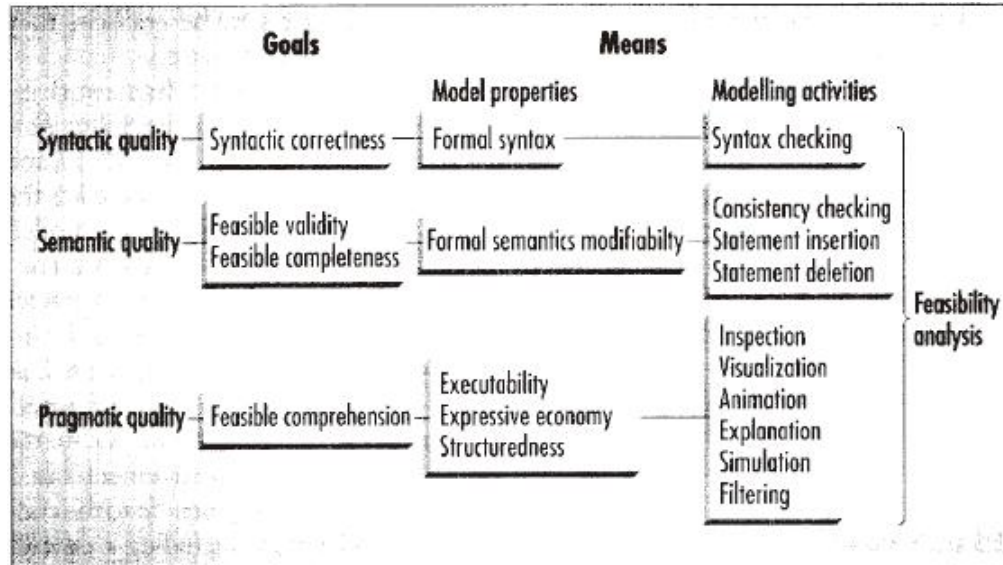 Goals Means
Model properties Modelling activities
Syntactic quality Syntactic correctness Formal syntax Syntax checking
Semantic quality
Feasible validity
Feasible completeness
Formal semantics modifiabilty
Consistency checking
Statement insertion
Statement deletion
Pragmatic quality Feasible comprehension
Executability
Expressive economy
Structuredness
Inspection
Visualization
Animation
Explanation
Simulation
Filtering
Feasibility
analysis